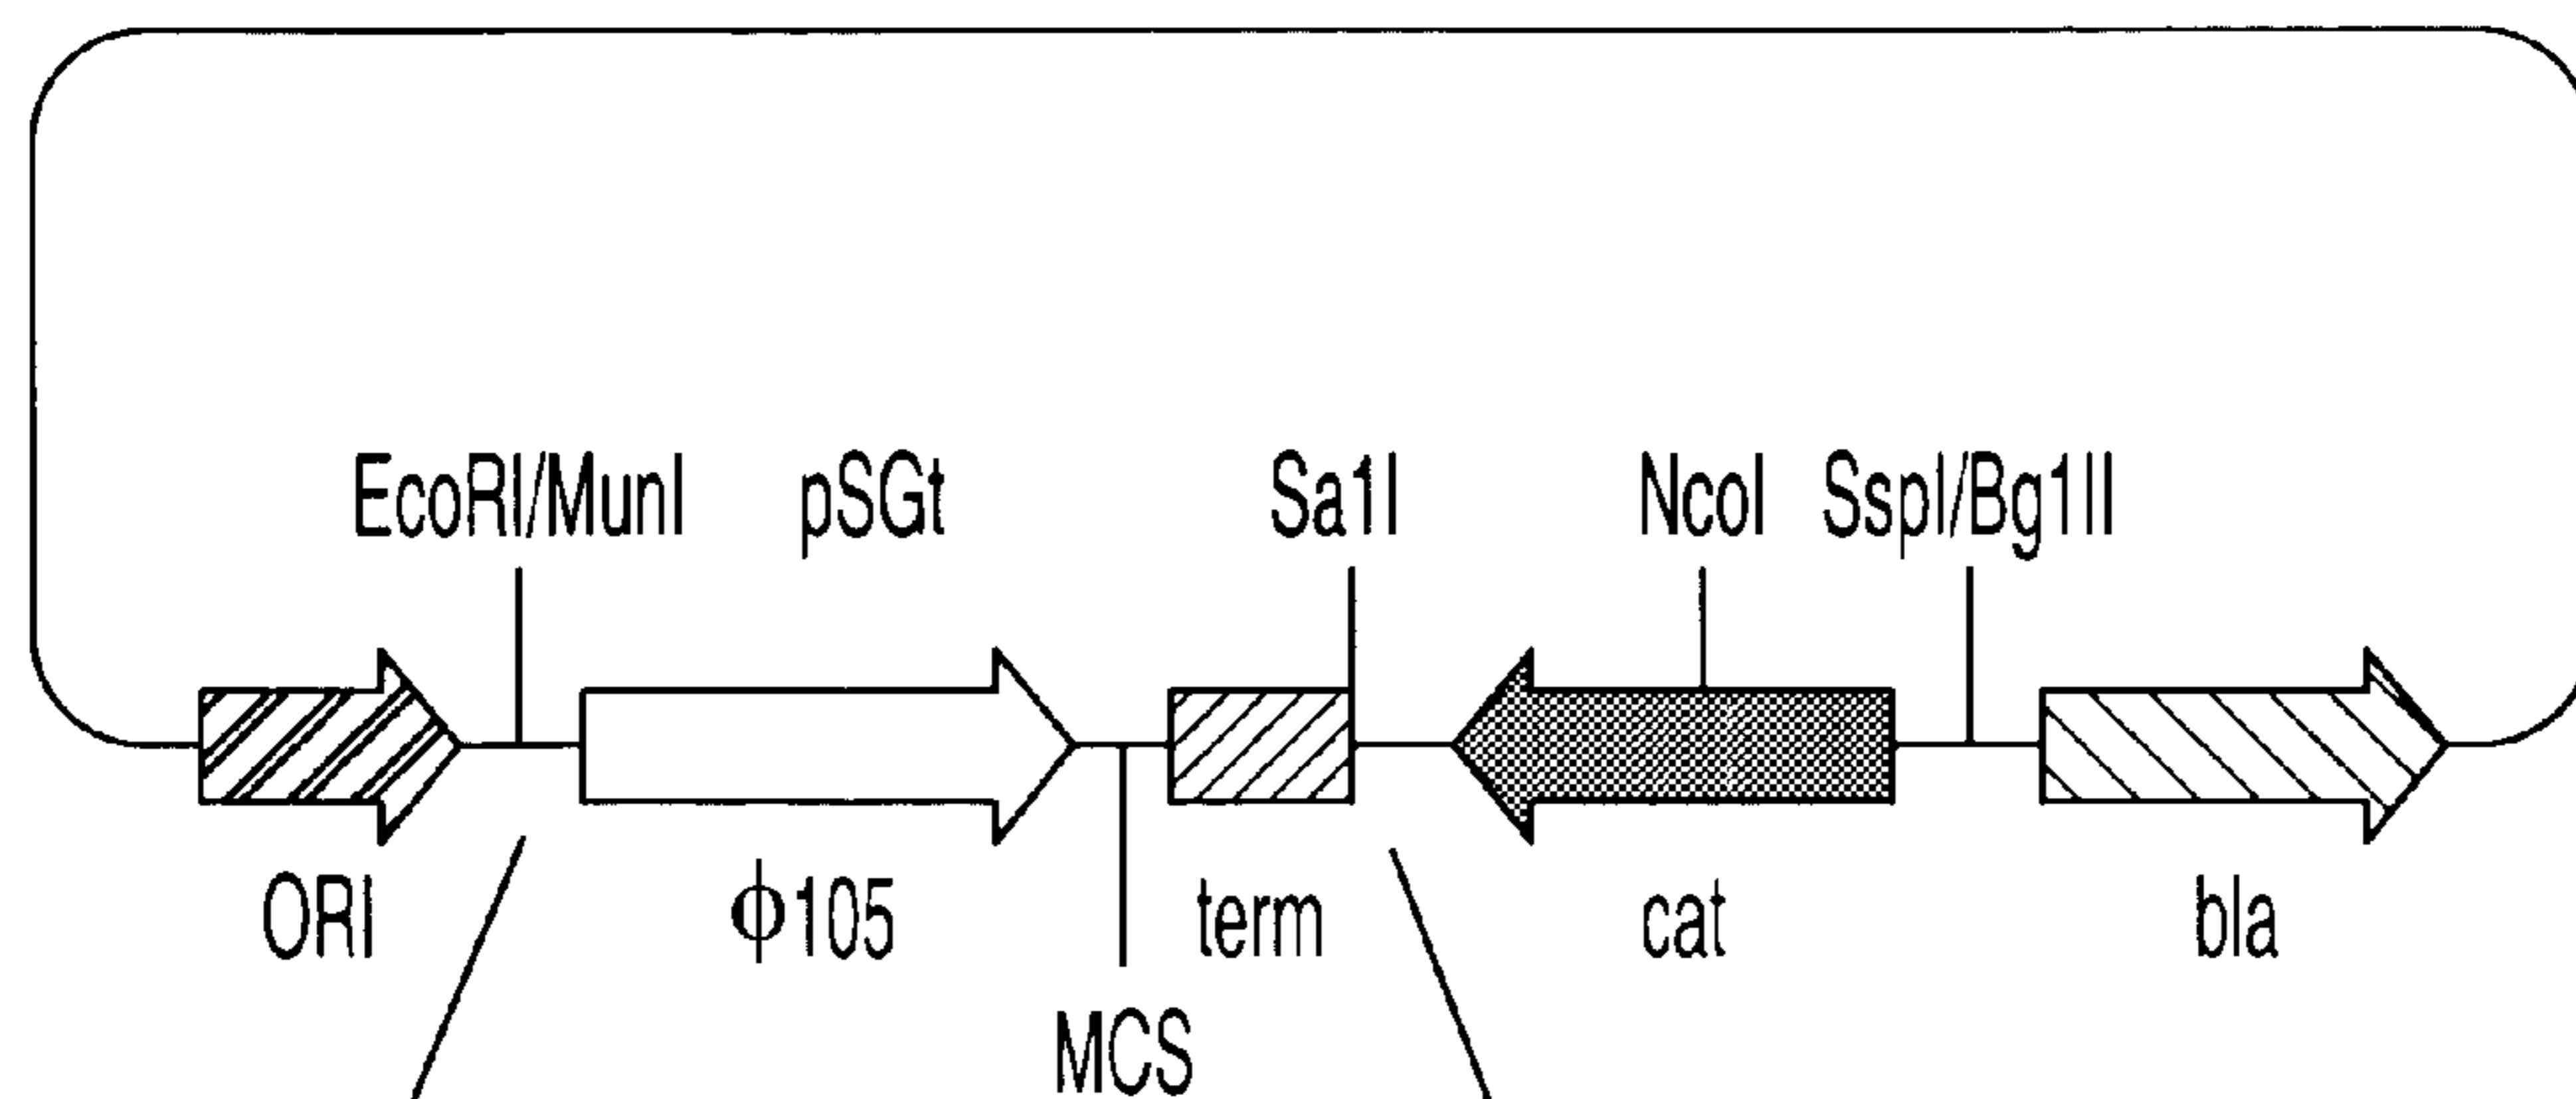 EcoRI/MunI pSGt Sa1I NcoI SspI/Bg1II
ORI ϕ105 term cat bla
MCS